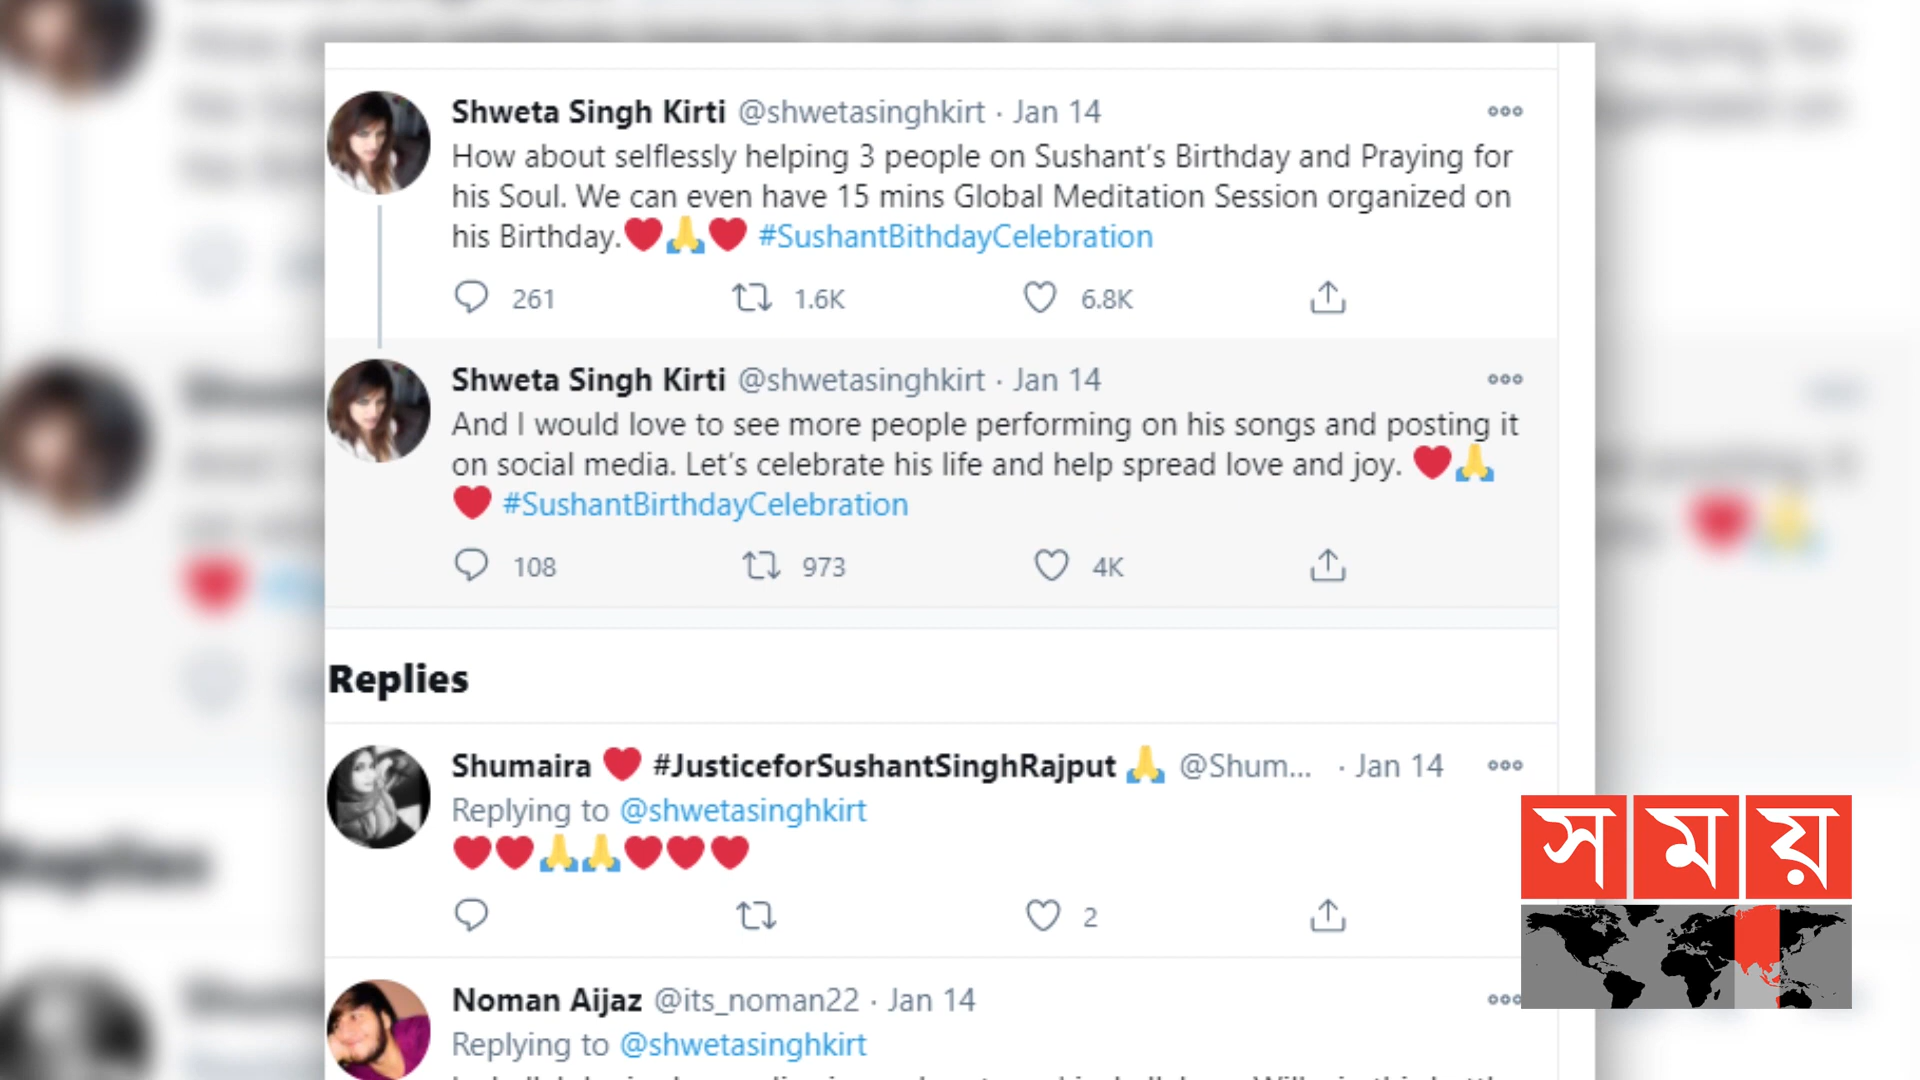 Shweta Singh Kirti @shwetasinghkirt · Jan 14
How about selflessly helping 3 people on Sushant's Birthday and Praying for
his Soul. We can even have 15 mins Global Meditation Session organized on
his Birthday.❤️🙏❤️ #SushantBithdayCelebration
261 1.6K 6.8K
Shweta Singh Kirti @shwetasinghkirt · Jan 14
And I would love to see more people performing on his songs and posting it
on social media. Let's celebrate his life and help spread love and joy. ❤️🙏
❤️ #SushantBirthdayCelebration
108 973 4K
Replies
Shumaira ❤️ #JusticeforSushantSinghRajput 🙏 @Shum... · Jan 14
Replying to @shwetasinghkirt
❤️❤️🙏🙏❤️❤️❤️
2
সময়
Noman Aijaz @its_noman22 · Jan 14
Replying to @shwetasinghkirt